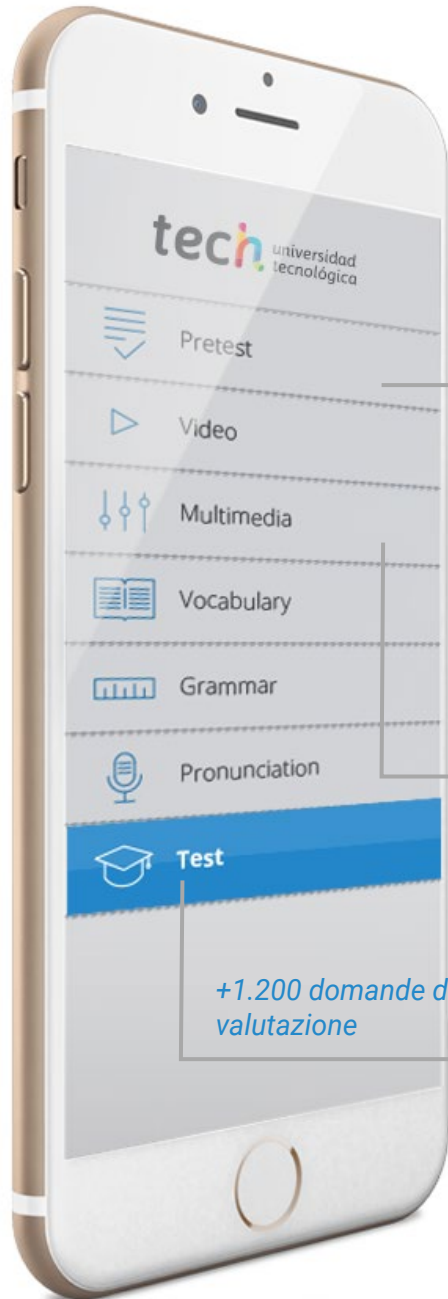 tech universidad
tecnológica
Pretest
Video
Multimedia
Vocabulary
Grammar
Pronunciation
Test
+1.200 domande d
valutazione